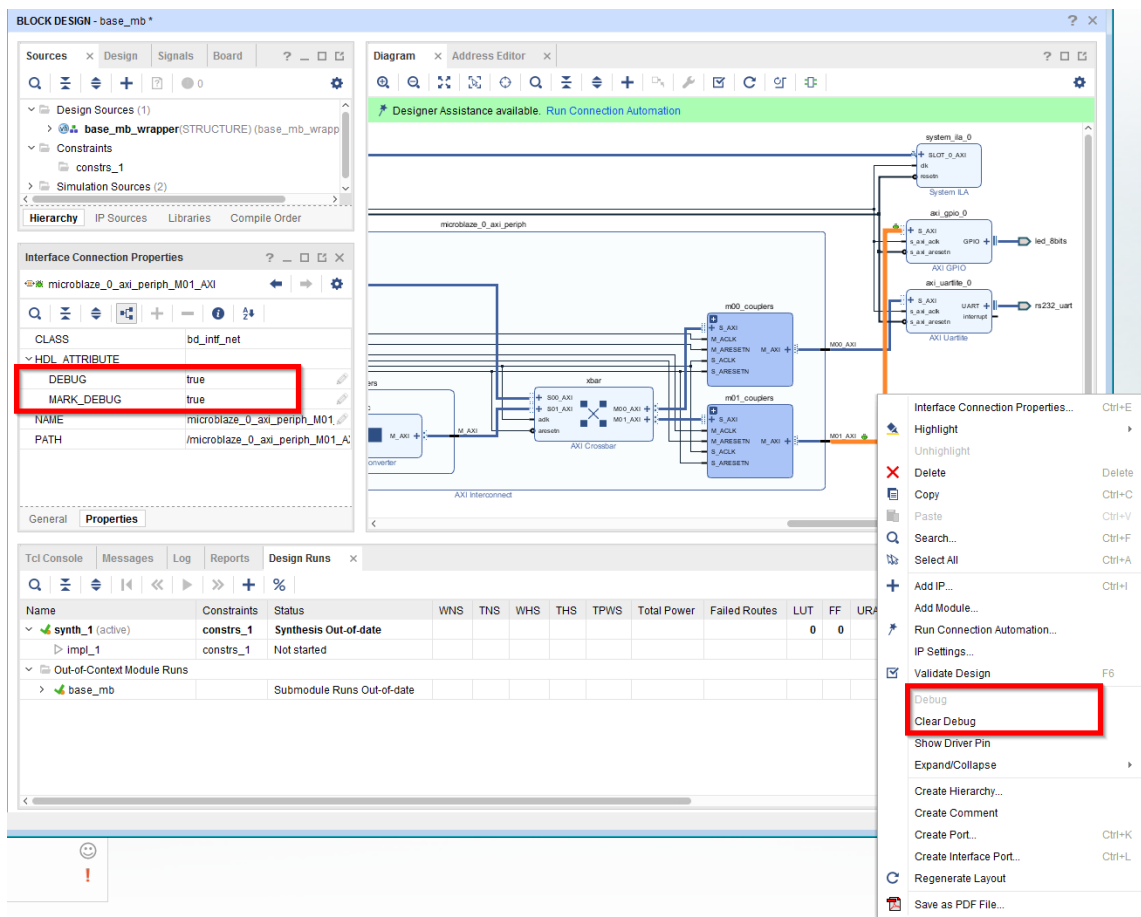 BLOCK DESIGN - base_mb *
Sources
Design
Signals
Board
0
Design Sources (1)
base_mb_wrapper(STRUCTURE) (base_mb_wrapp
Constraints
constrs_1
Simulation Sources (2)
Hierarchy
IP Sources
Libraries
Compile Order
Interface Connection Properties
microblaze_0_axi_periph_M01_AXI
CLASS
bd_intf_net
HDL_ATTRIBUTE
DEBUG
true
MARK_DEBUG
true
NAME
microblaze_0_axi_periph_M01_
PATH
/microblaze_0_axi_periph_M01_A
General
Properties
Diagram
Address Editor
Designer Assistance available. Run Connection Automation
system_ila_0
SLOT_0_AXI
clk
resetn
System ILA
axi_gpio_0
S_AXI
s_axi_aclk
s_axi_aresetn
GPIO
led_8bits
AXI GPIO
axi_uartlite_0
S_AXI
s_axi_aclk
s_axi_aresetn
UART
interrupt
rs232_uart
AXI Uartlite
microblaze_0_axi_periph
m00_couplers
S_AXI
M_ACLK
M_ARESETN
S_ACLK
S_ARESETN
M_AXI
M00_AXI
m01_couplers
S_AXI
M_ACLK
M_ARESETN
S_ACLK
S_ARESETN
M_AXI
M01_AXI
xbar
S00_AXI
S01_AXI
aclk
aresetn
M00_AXI
M01_AXI
AXI Crossbar
ers
M_AXI
M_AXI
onverter
AXI Interconnect
Interface Connection Properties... Ctrl+E
Highlight
Unhighlight
Delete Delete
Copy Ctrl+C
Paste Ctrl+V
Search... Ctrl+F
Select All Ctrl+A
Add IP... Ctrl+I
Add Module...
Run Connection Automation...
IP Settings...
Validate Design F6
Debug
Clear Debug
Show Driver Pin
Expand/Collapse
Create Hierarchy...
Create Comment
Create Port... Ctrl+K
Create Interface Port... Ctrl+L
Regenerate Layout
Save as PDF File...
Tcl Console
Messages
Log
Reports
Design Runs
Name Constraints Status WNS TNS WHS THS TPWS Total Power Failed Routes LUT FF URA
synth_1 (active) constrs_1 Synthesis Out-of-date 0 0
impl_1 constrs_1 Not started
Out-of-Context Module Runs
base_mb Submodule Runs Out-of-date